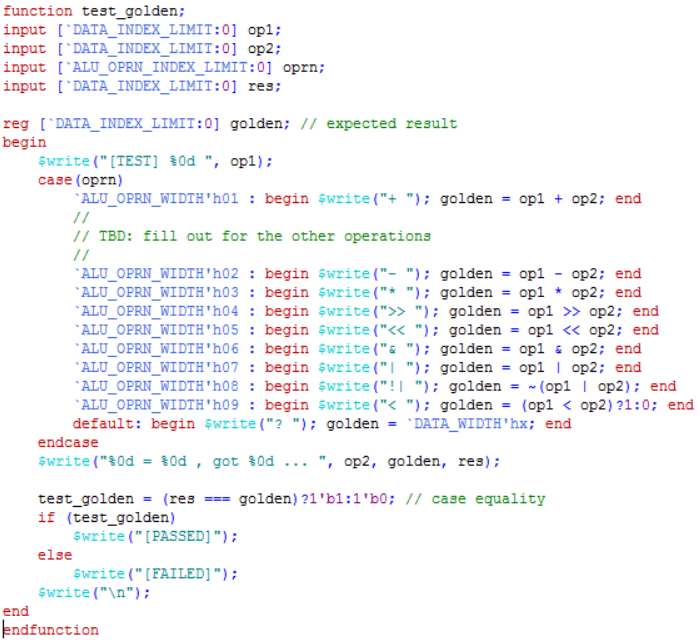 function test_golden;
input [`DATA_INDEX_LIMIT:0] op1;
input [`DATA_INDEX_LIMIT:0] op2;
input [`ALU_OPRN_INDEX_LIMIT:0] oprn;
input [`DATA_INDEX_LIMIT:0] res;

reg [`DATA_INDEX_LIMIT:0] golden; // expected result
begin
    $write("[TEST] %0d ", op1);
    case(oprn)
        `ALU_OPRN_WIDTH'h01 : begin $write("+ "); golden = op1 + op2; end
        //
        // TBD: fill out for the other operations
        //
        `ALU_OPRN_WIDTH'h02 : begin $write("- "); golden = op1 - op2; end
        `ALU_OPRN_WIDTH'h03 : begin $write("* "); golden = op1 * op2; end
        `ALU_OPRN_WIDTH'h04 : begin $write(">> "); golden = op1 >> op2; end
        `ALU_OPRN_WIDTH'h05 : begin $write("<< "); golden = op1 << op2; end
        `ALU_OPRN_WIDTH'h06 : begin $write("& "); golden = op1 & op2; end
        `ALU_OPRN_WIDTH'h07 : begin $write("| "); golden = op1 | op2; end
        `ALU_OPRN_WIDTH'h08 : begin $write("!| "); golden = ~(op1 | op2); end
        `ALU_OPRN_WIDTH'h09 : begin $write("< "); golden = (op1 < op2)?1:0; end
        default: begin $write("? "); golden = `DATA_WIDTH'hx; end
    endcase
    $write("%0d = %0d , got %0d ... ", op2, golden, res);

    test_golden = (res === golden)?1'b1:1'b0; // case equality
    if (test_golden)
        $write("[PASSED]");
    else
        $write("[FAILED]");
    $write("\n");
end
endfunction